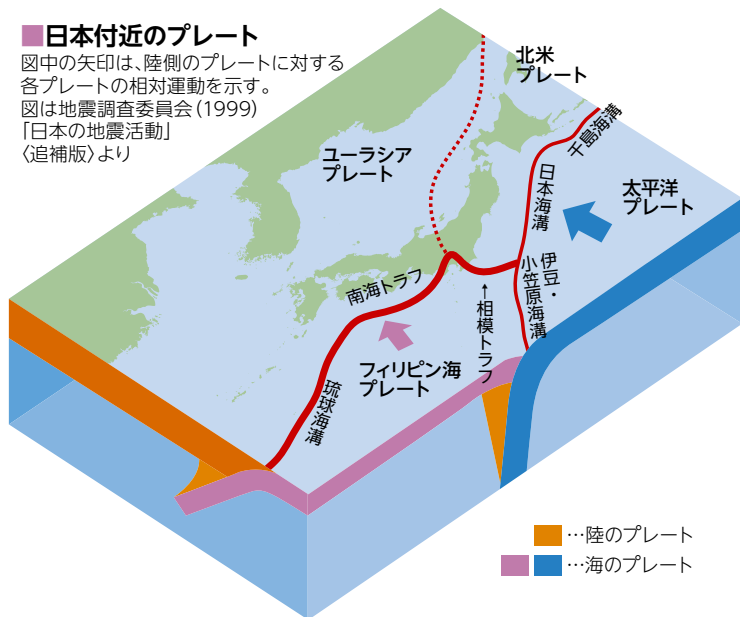 ■日本付近のプレート
図中の矢印は、陸側のプレートに対する
各プレートの相対運動を示す。
図は地震調査委員会(1999)
「日本の地震活動」
〈追補版〉より
北米
プレート
千島海溝
ユーラシア
プレート
日本海溝
太平洋
プレート
伊豆・
小笠原海溝
南海トラフ
←相模トラフ
フィリピン海
プレート
琉球海溝
…陸のプレート
…海のプレート